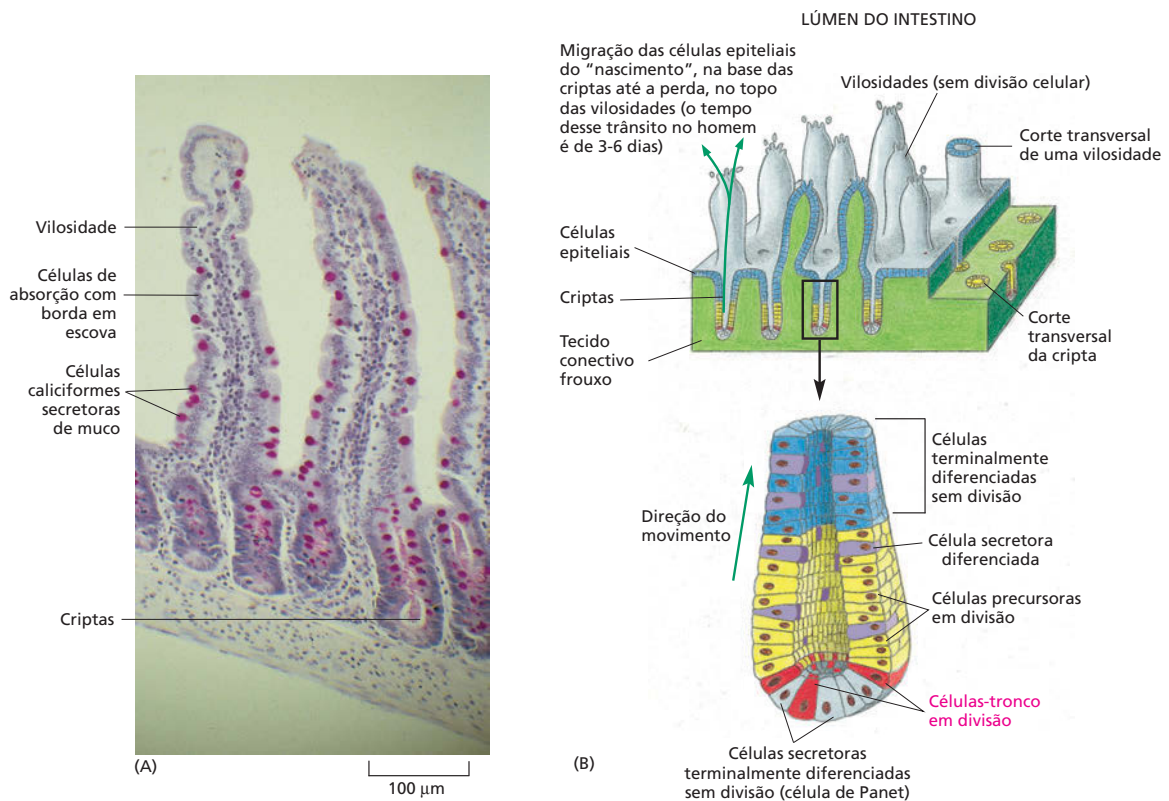 Vilosidade
Células de
absorção com
borda em
escova
Células
caliciformes
secretoras
de muco
Criptas
(A)
100 µm
LÚMEN DO INTESTINO
Migração das células epiteliais
do “nascimento”, na base das
criptas até a perda, no topo
das vilosidades (o tempo
desse trânsito no homem
é de 3-6 dias)
Vilosidades (sem divisão celular)
Corte transversal
de uma vilosidade
Células
epiteliais
Criptas
Tecido
conectivo
frouxo
Corte
transversal
da cripta
Células
terminalmente
diferenciadas
sem divisão
Direção do
movimento
Célula secretora
diferenciada
Células precursoras
em divisão
Células-tronco
em divisão
Células secretoras
terminalmente diferenciadas
sem divisão (célula de Panet)
(B)